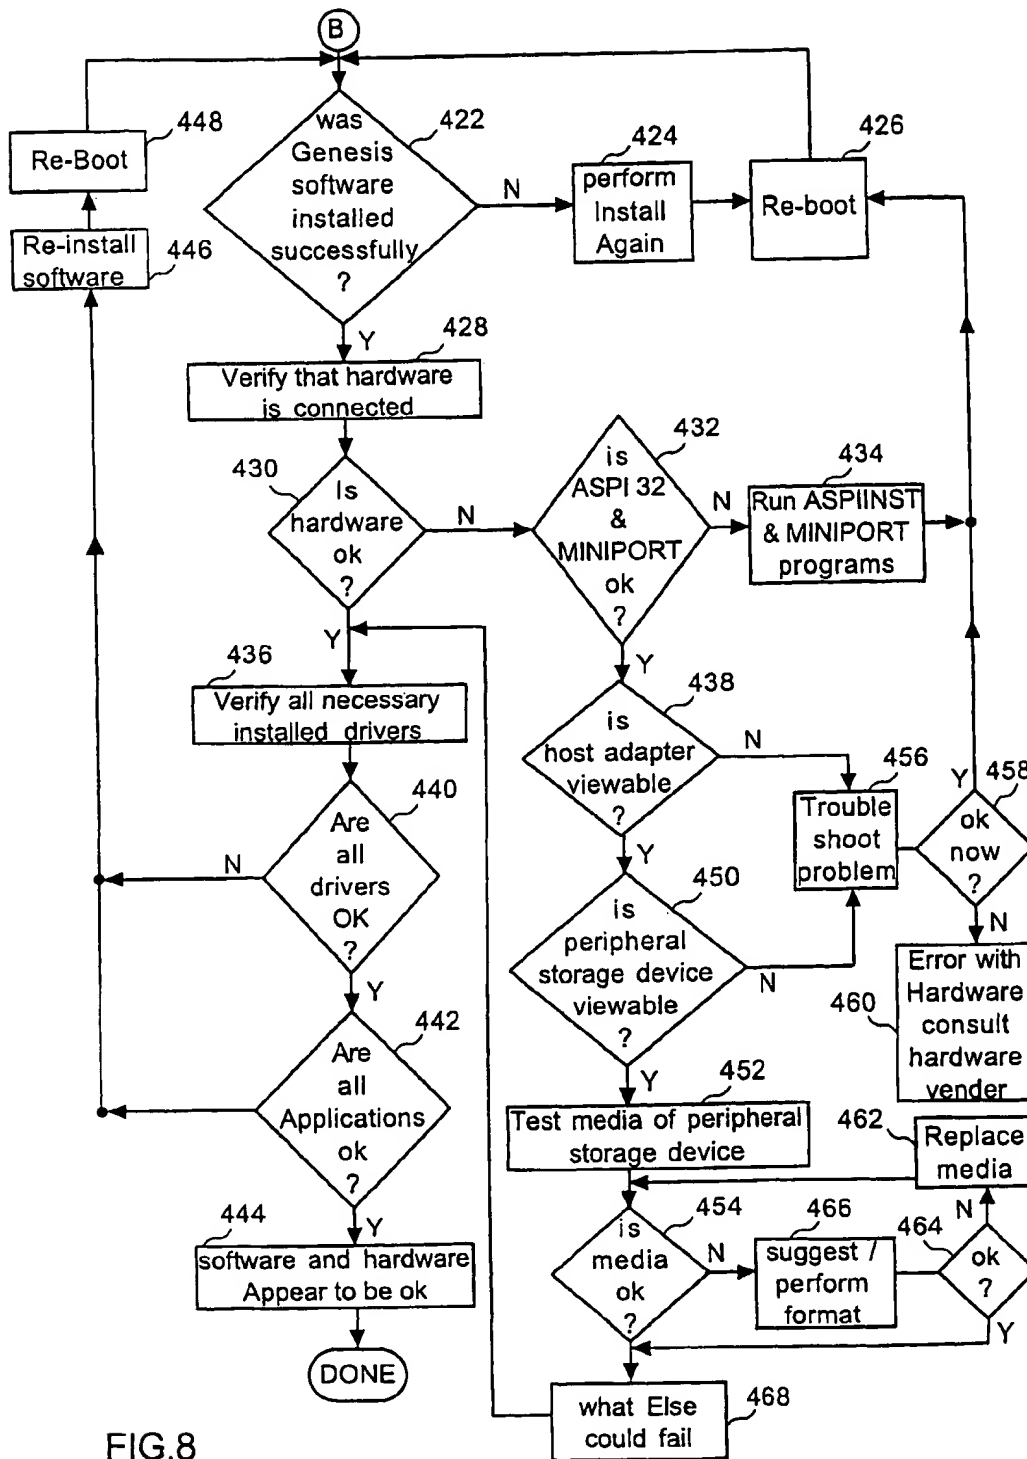 B
was
Genesis
software
installed
successfully
?
422
N
Y
424
perform
Install
Again
426
Re-boot
448
Re-Boot
Re-install
software
446
428
Verify that hardware
is connected
430
Is
hardware
ok
?
N
Y
432
is
ASPI 32
&
MINIPORT
ok
?
N
Y
434
Run ASPIINST
& MINIPORT
programs
436
Verify all necessary
installed drivers
438
is
host adapter
viewable
?
N
Y
440
Are
all
drivers
OK
?
N
Y
456
Trouble
shoot
problem
458
Y
ok
now
?
N
450
is
peripheral
storage device
viewable
?
N
Y
460
Error with
Hardware
consult
hardware
vender
442
Are
all
Applications
ok
?
Y
452
Test media of peripheral
storage device
462
Replace
media
444
software and hardware
Appear to be ok
454
is
media
ok
?
N
466
suggest /
perform
format
464
N
ok
?
Y
DONE
what Else
could fail
468
FIG.8